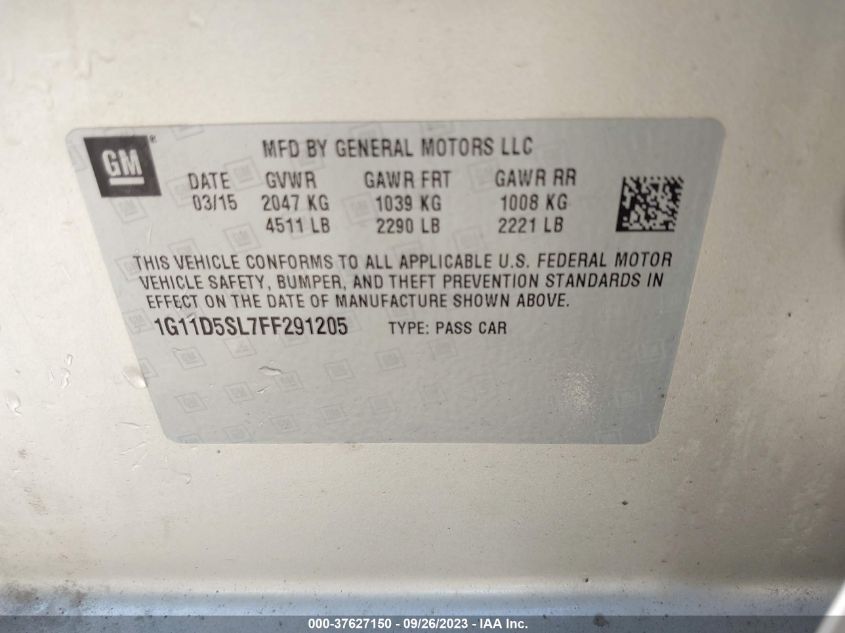 GM ®
MFD BY GENERAL MOTORS LLC
DATE GVWR GAWR FRT GAWR RR
03/15 2047 KG 1039 KG 1008 KG
4511 LB 2290 LB 2221 LB
THIS VEHICLE CONFORMS TO ALL APPLICABLE U.S. FEDERAL MOTOR
VEHICLE SAFETY, BUMPER, AND THEFT PREVENTION STANDARDS IN
EFFECT ON THE DATE OF MANUFACTURE SHOWN ABOVE.
1G11D5SL7FF291205 TYPE: PASS CAR
000-37627150 - 09/26/2023 - IAA Inc.